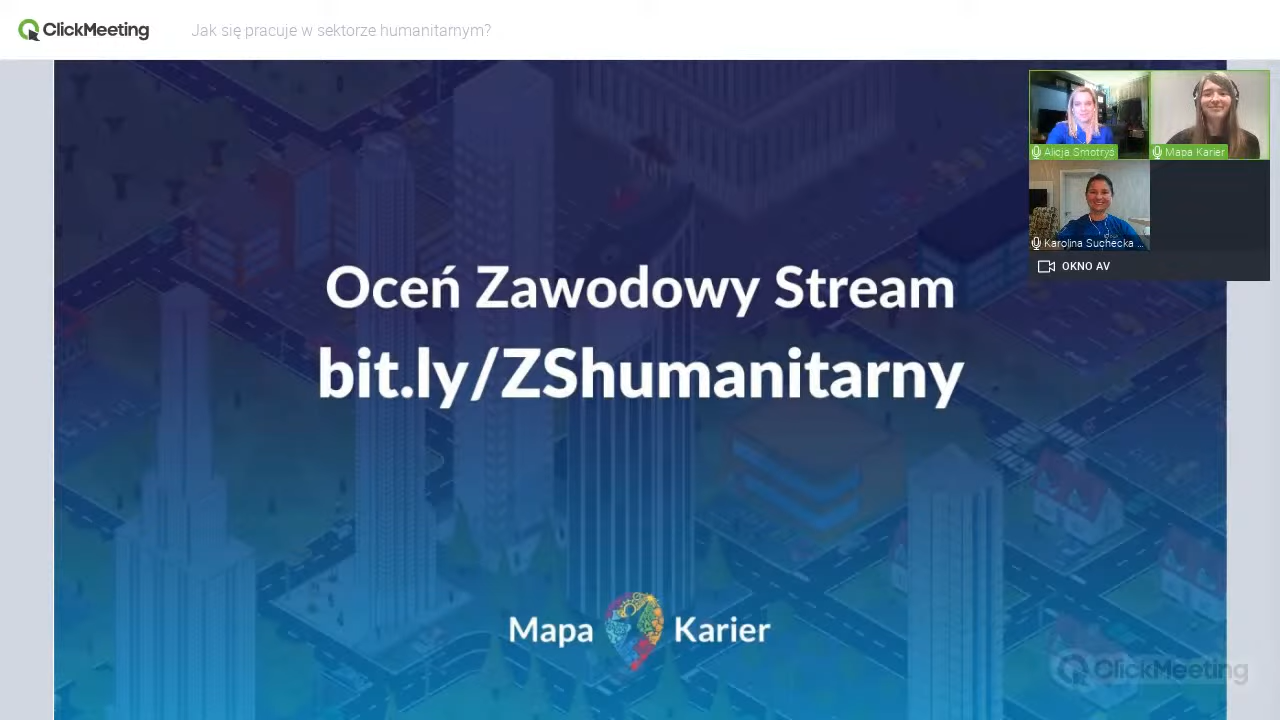 ClickMeeting
Jak się pracuje w sektorze humanitarnym?
Alicja Smotryś
Mapa Karier
Karolina Suchecka ...
OKNO AV
Oceń Zawodowy Stream
bit.ly/ZShumanitarny
Mapa Karier
ClickMeeting